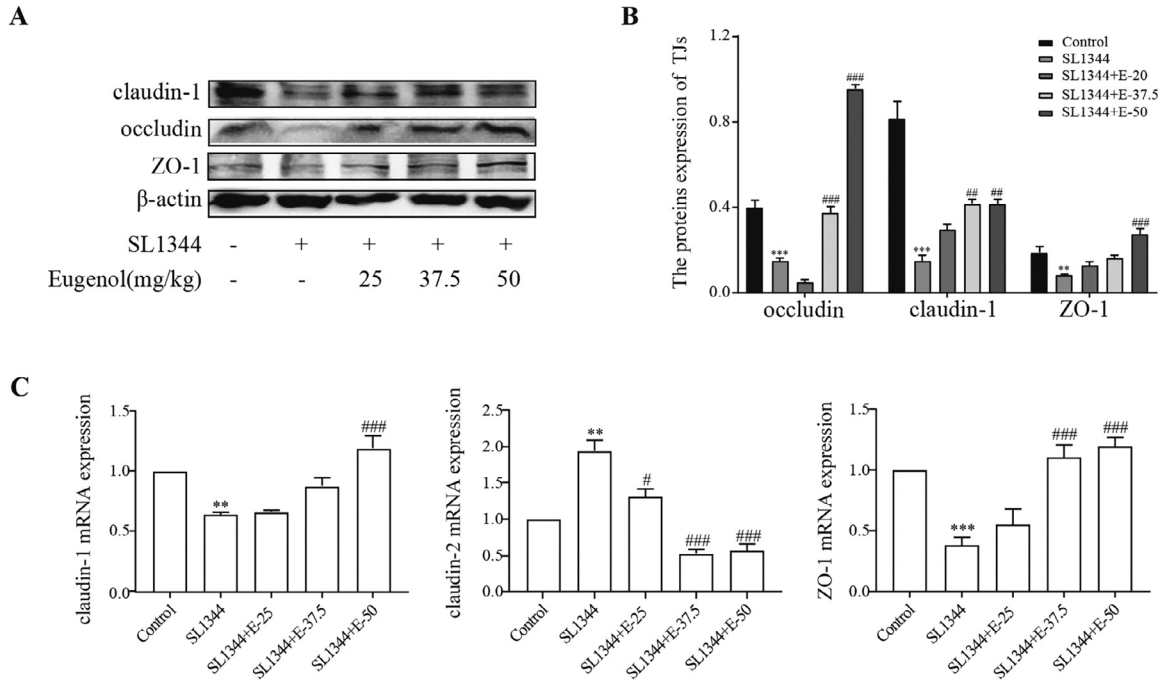 A
claudin-1
occludin
ZO-1
β-actin
SL1344 - + + + +
Eugenol(mg/kg) - - 25 37.5 50
B
The proteins expression of TJs
1.2
0.8
0.4
0.0
Control
SL1344
SL1344+E-20
SL1344+E-37.5
SL1344+E-50
*** ### ###
*** ## ##
** ###
occludin claudin-1 ZO-1
C
claudin-1 mRNA expression
1.5
1.0
0.5
0.0
** ###
Control SL1344 SL1344+E-25 SL1344+E-37.5 SL1344+E-50
claudin-2 mRNA expression
2.5
2.0
1.5
1.0
0.5
0.0
** # ### ###
Control SL1344 SL1344+E-25 SL1344+E-37.5 SL1344+E-50
ZO-1 mRNA expression
1.5
1.0
0.5
0.0
*** ### ###
Control SL1344 SL1344+E-25 SL1344+E-37.5 SL1344+E-50